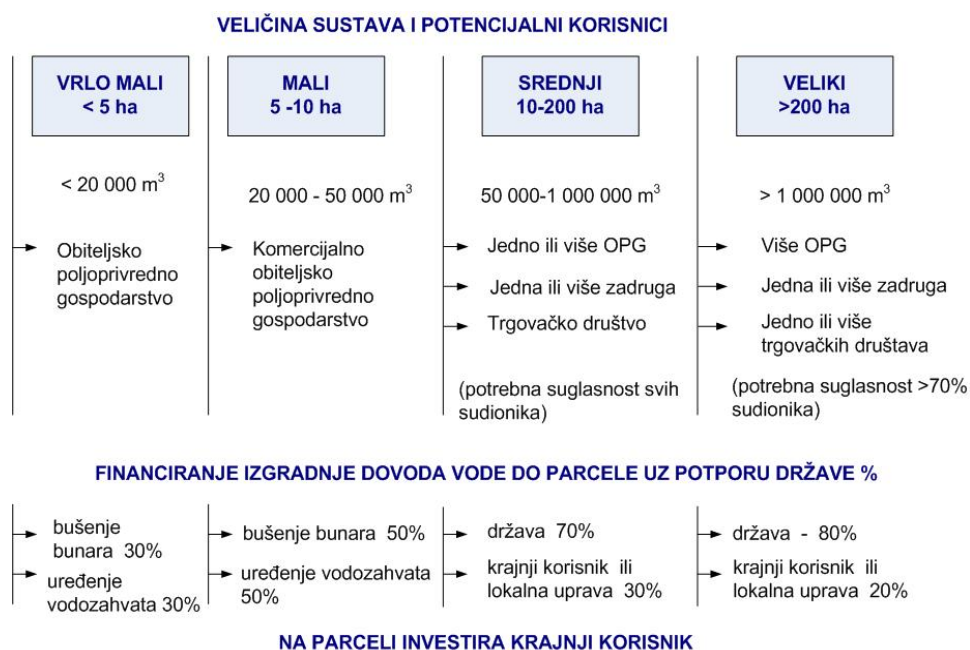 VELIČINA SUSTAVA I POTENCIJALNI KORISNICI
VRLO MALI
< 5 ha
< 20 000 m³
Obiteljsko
poljoprivredno
gospodarstvo
MALI
5 -10 ha
20 000 - 50 000 m³
Komercijalno
obiteljsko
poljoprivredno
gospodarstvo
SREDNJI
10-200 ha
50 000-1 000 000 m³
Jedno ili više OPG
Jedna ili više zadruga
Trgovačko društvo
(potrebna suglasnost svih
sudionika)
VELIKI
>200 ha
> 1 000 000 m³
Više OPG
Jedna ili više zadruga
Jedno ili više
trgovačkih društava
(potrebna suglasnost >70%
sudionika)
FINANCIRANJE IZGRADNJE DOVODA VODE DO PARCELE UZ POTPORU DRŽAVE %
bušenje
bunara 30%
uređenje
vodozahvata 30%
bušenje bunara 50%
uređenje vodozahvata
50%
država 70%
krajnji korisnik ili
lokalna uprava 30%
država - 80%
krajnji korisnik ili
lokalna uprava 20%
NA PARCELI INVESTIRA KRAJNJI KORISNIK